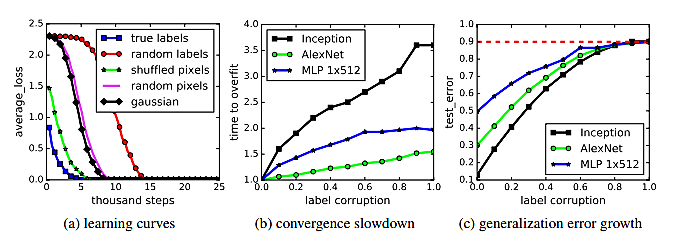 2.5
2.0
1.5
1.0
0.5
0.0
average_loss
true labels
random labels
shuffled pixels
random pixels
gaussian
0 5 10 15 20 25
thousand steps
(a) learning curves
4.0
3.5
3.0
2.5
2.0
1.5
1.0
time to overfit
Inception
AlexNet
MLP 1x512
0.0 0.2 0.4 0.6 0.8 1.0
label corruption
(b) convergence slowdown
0.9
0.8
0.7
0.6
0.5
0.4
0.3
0.2
0.1
test_error
Inception
AlexNet
MLP 1x512
0.0 0.2 0.4 0.6 0.8 1.0
label corruption
(c) generalization error growth